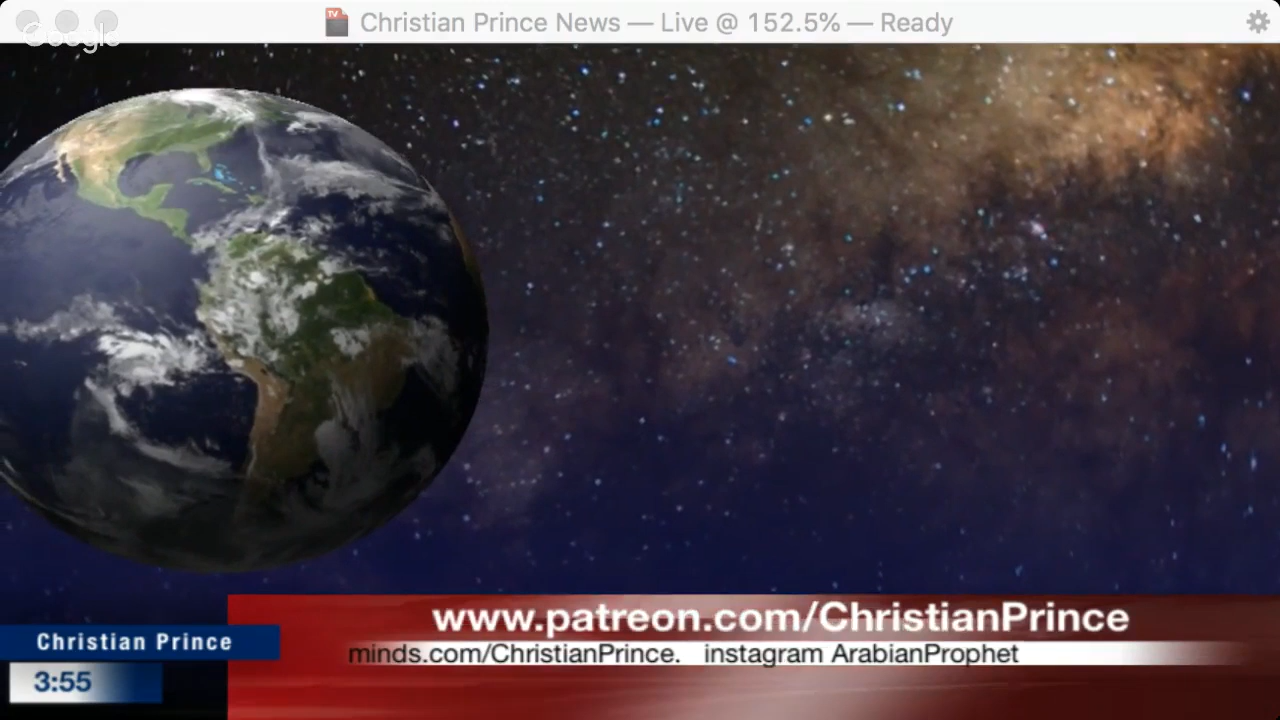 Christian Prince News — Live @ 152.5% — Ready
Google
www.patreon.com/ChristianPrince
Christian Prince
minds.com/ChristianPrince. instagram ArabianProphet
3:55